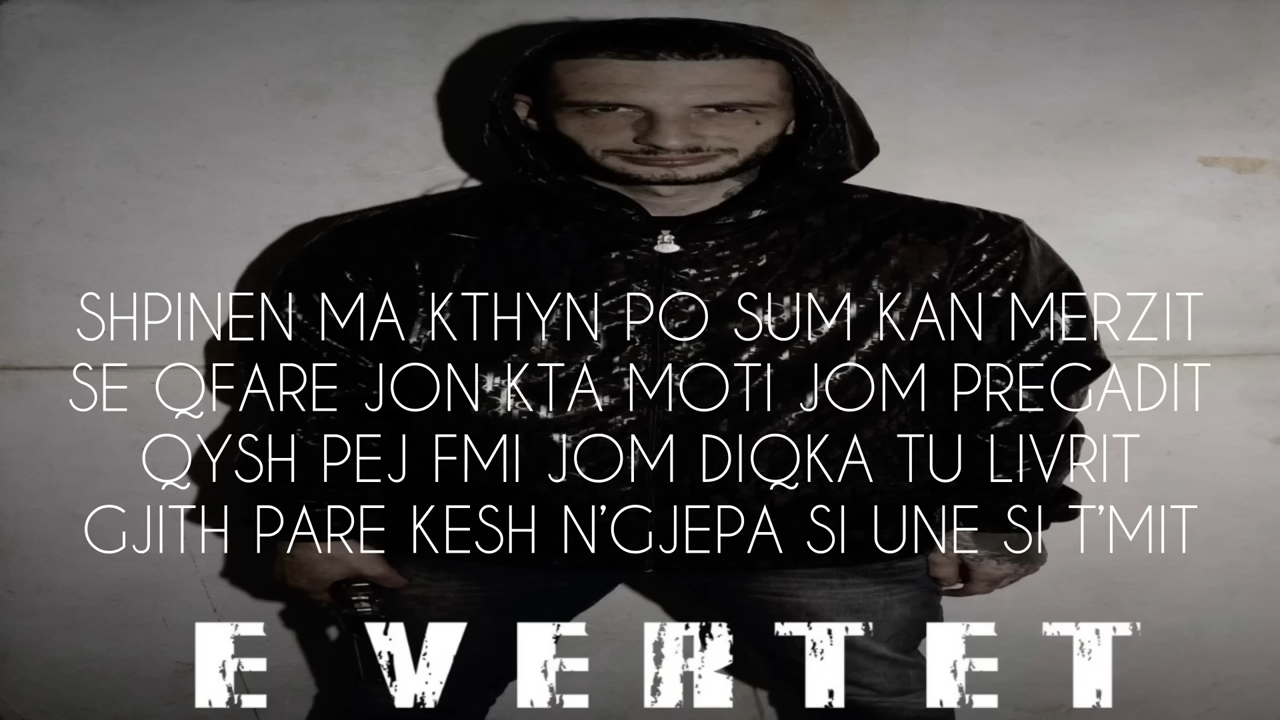 SHPINEN MA KTHYN PO SUM KAN MERZIT
SE QFARE JON KTA MOTI JOM PREGADIT
QYSH PEJ FMI JOM DIQKA TU LIVRIT
GJITH PARE KESH N'GJEPA SI UNE SI T'MIT
E VERTET